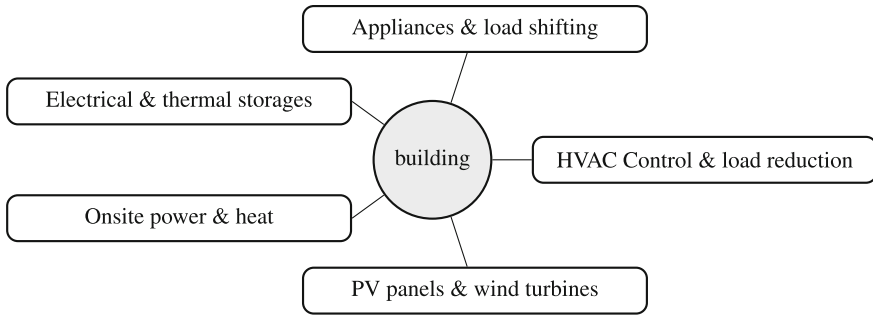 Appliances & load shifting
Electrical & thermal storages
building
HVAC Control & load reduction
Onsite power & heat
PV panels & wind turbines